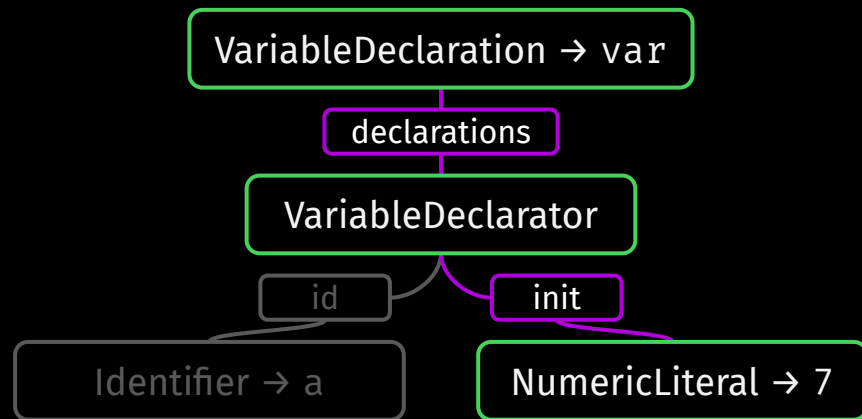 VariableDeclaration → var
declarations
VariableDeclarator
id
init
Identifier → a
NumericLiteral → 7